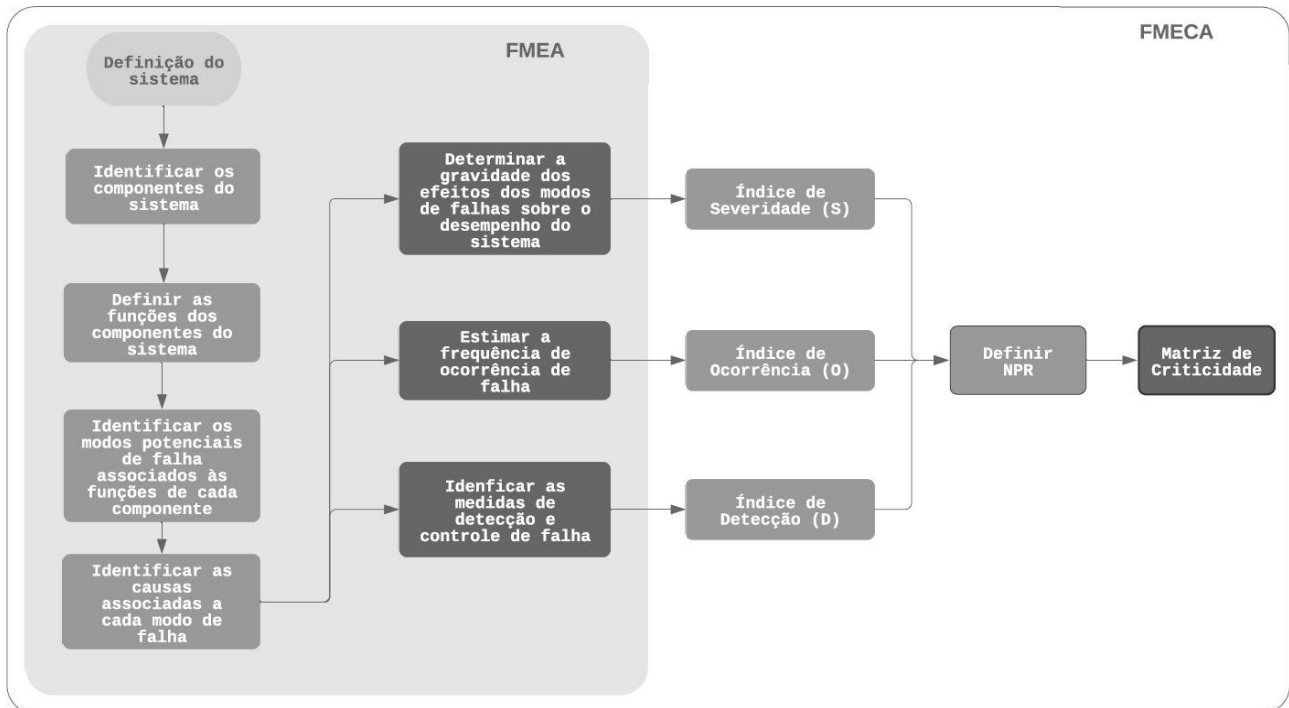 FMECA
FMEA
Definição do
sistema
Identificar os
componentes do
sistema
Definir as
funções dos
componentes do
sistema
Identificar os
modos potenciais
de falha
associados às
funções de cada
componente
Identificar as
causas
associadas a
cada modo de
falha
Determinar a
gravidade dos
efeitos dos modos
de falhas sobre o
desempenho do
sistema
Estimar a
frequência de
ocorrência de
falha
Idenficar as
medidas de
detecção e
controle de falha
Índice de
Severidade (S)
Índice de
Ocorrência (O)
Índice de
Detecção (D)
Definir
NPR
Matriz de
Criticidade